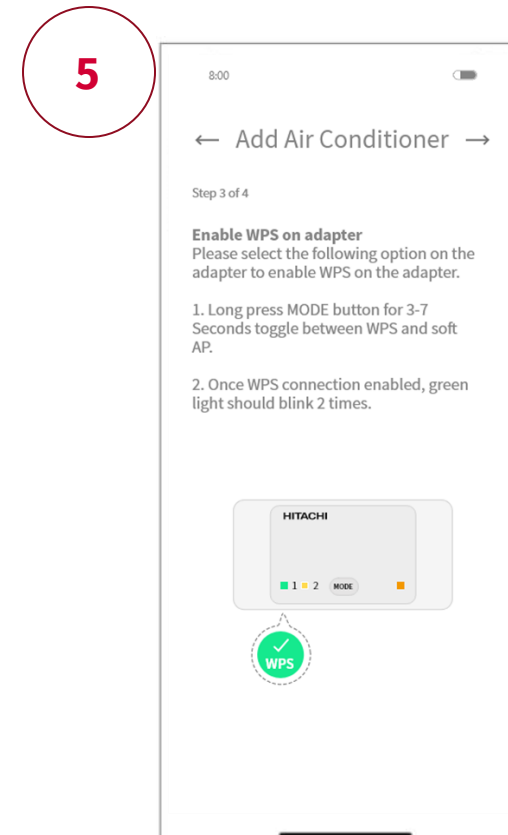 5
8:00
← Add Air Conditioner →
Step 3 of 4
Enable WPS on adapter
Please select the following option on the
adapter to enable WPS on the adapter.
1. Long press MODE button for 3-7
Seconds toggle between WPS and soft
AP.
2. Once WPS connection enabled, green
light should blink 2 times.
HITACHI
1 2 MODE
WPS